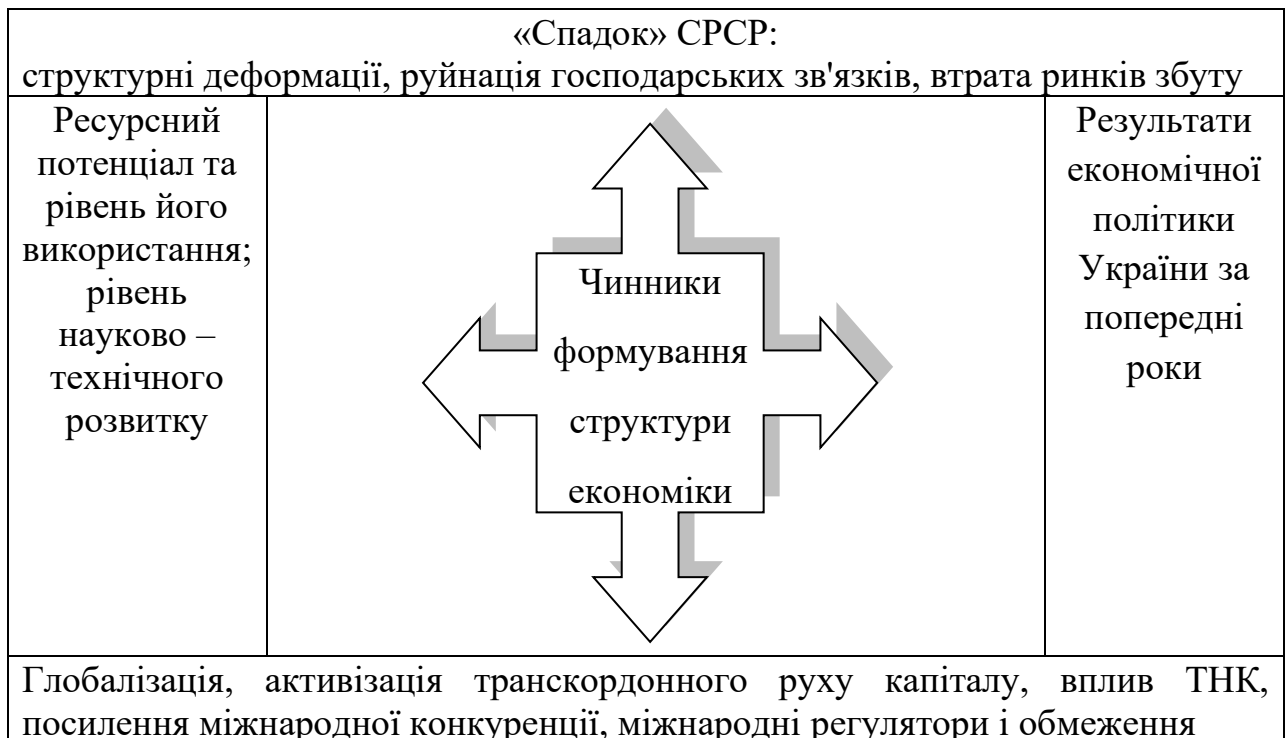 «Спадок» СРСР:
структурні деформації, руйнація господарських зв'язків, втрата ринків збуту
Ресурсний
потенціал та
рівень його
використання;
рівень
науково –
технічного
розвитку
Чинники
формування
структури
економіки
Результати
економічної
політики
України за
попередні
роки
Глобалізація, активізація транскордонного руху капіталу, вплив ТНК,
посилення міжнародної конкуренції, міжнародні регулятори і обмеження